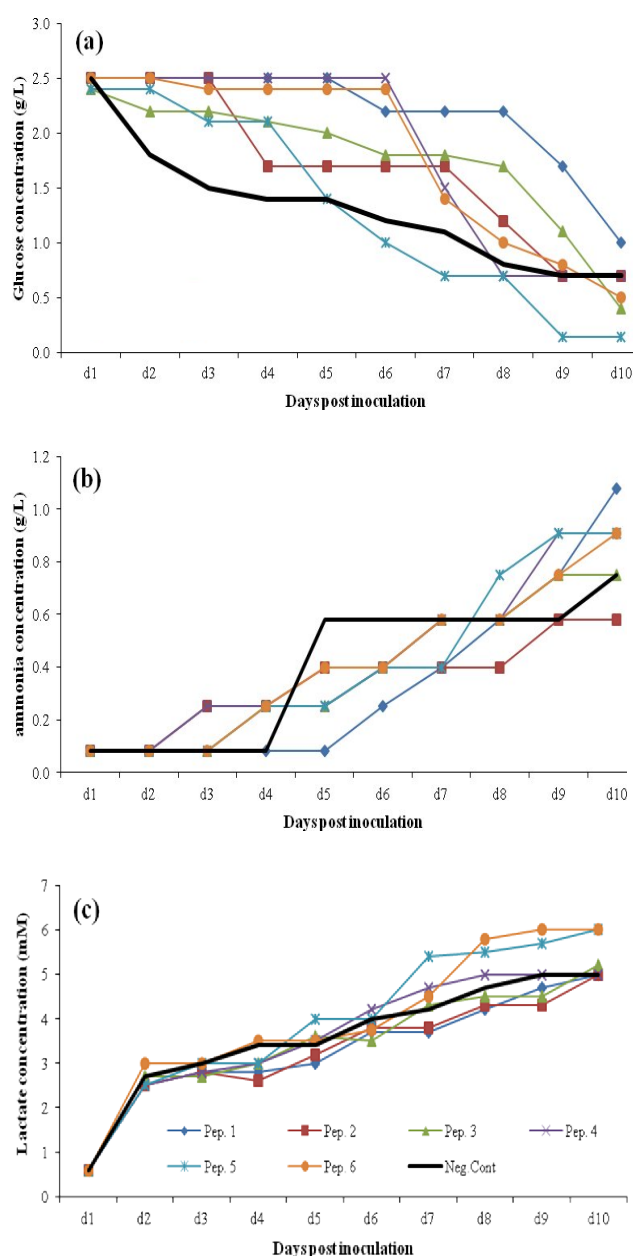 (a)
Glucose concentration (g/L)
3.0
2.5
2.0
1.5
1.0
0.5
0.0
d1 d2 d3 d4 d5 d6 d7 d8 d9 d10
Days post inoculation
(b)
ammonia concentration (g/L)
1.2
1.0
0.8
0.6
0.4
0.2
0.0
d1 d2 d3 d4 d5 d6 d7 d8 d9 d10
Days post inoculation
(c)
Lactate concentration (mM)
7
6
5
4
3
2
1
0
Pep. 1 Pep. 2 Pep. 3 Pep. 4
Pep. 5 Pep. 6 Neg Cont
d1 d2 d3 d4 d5 d6 d7 d8 d9 d10
Days post inoculation